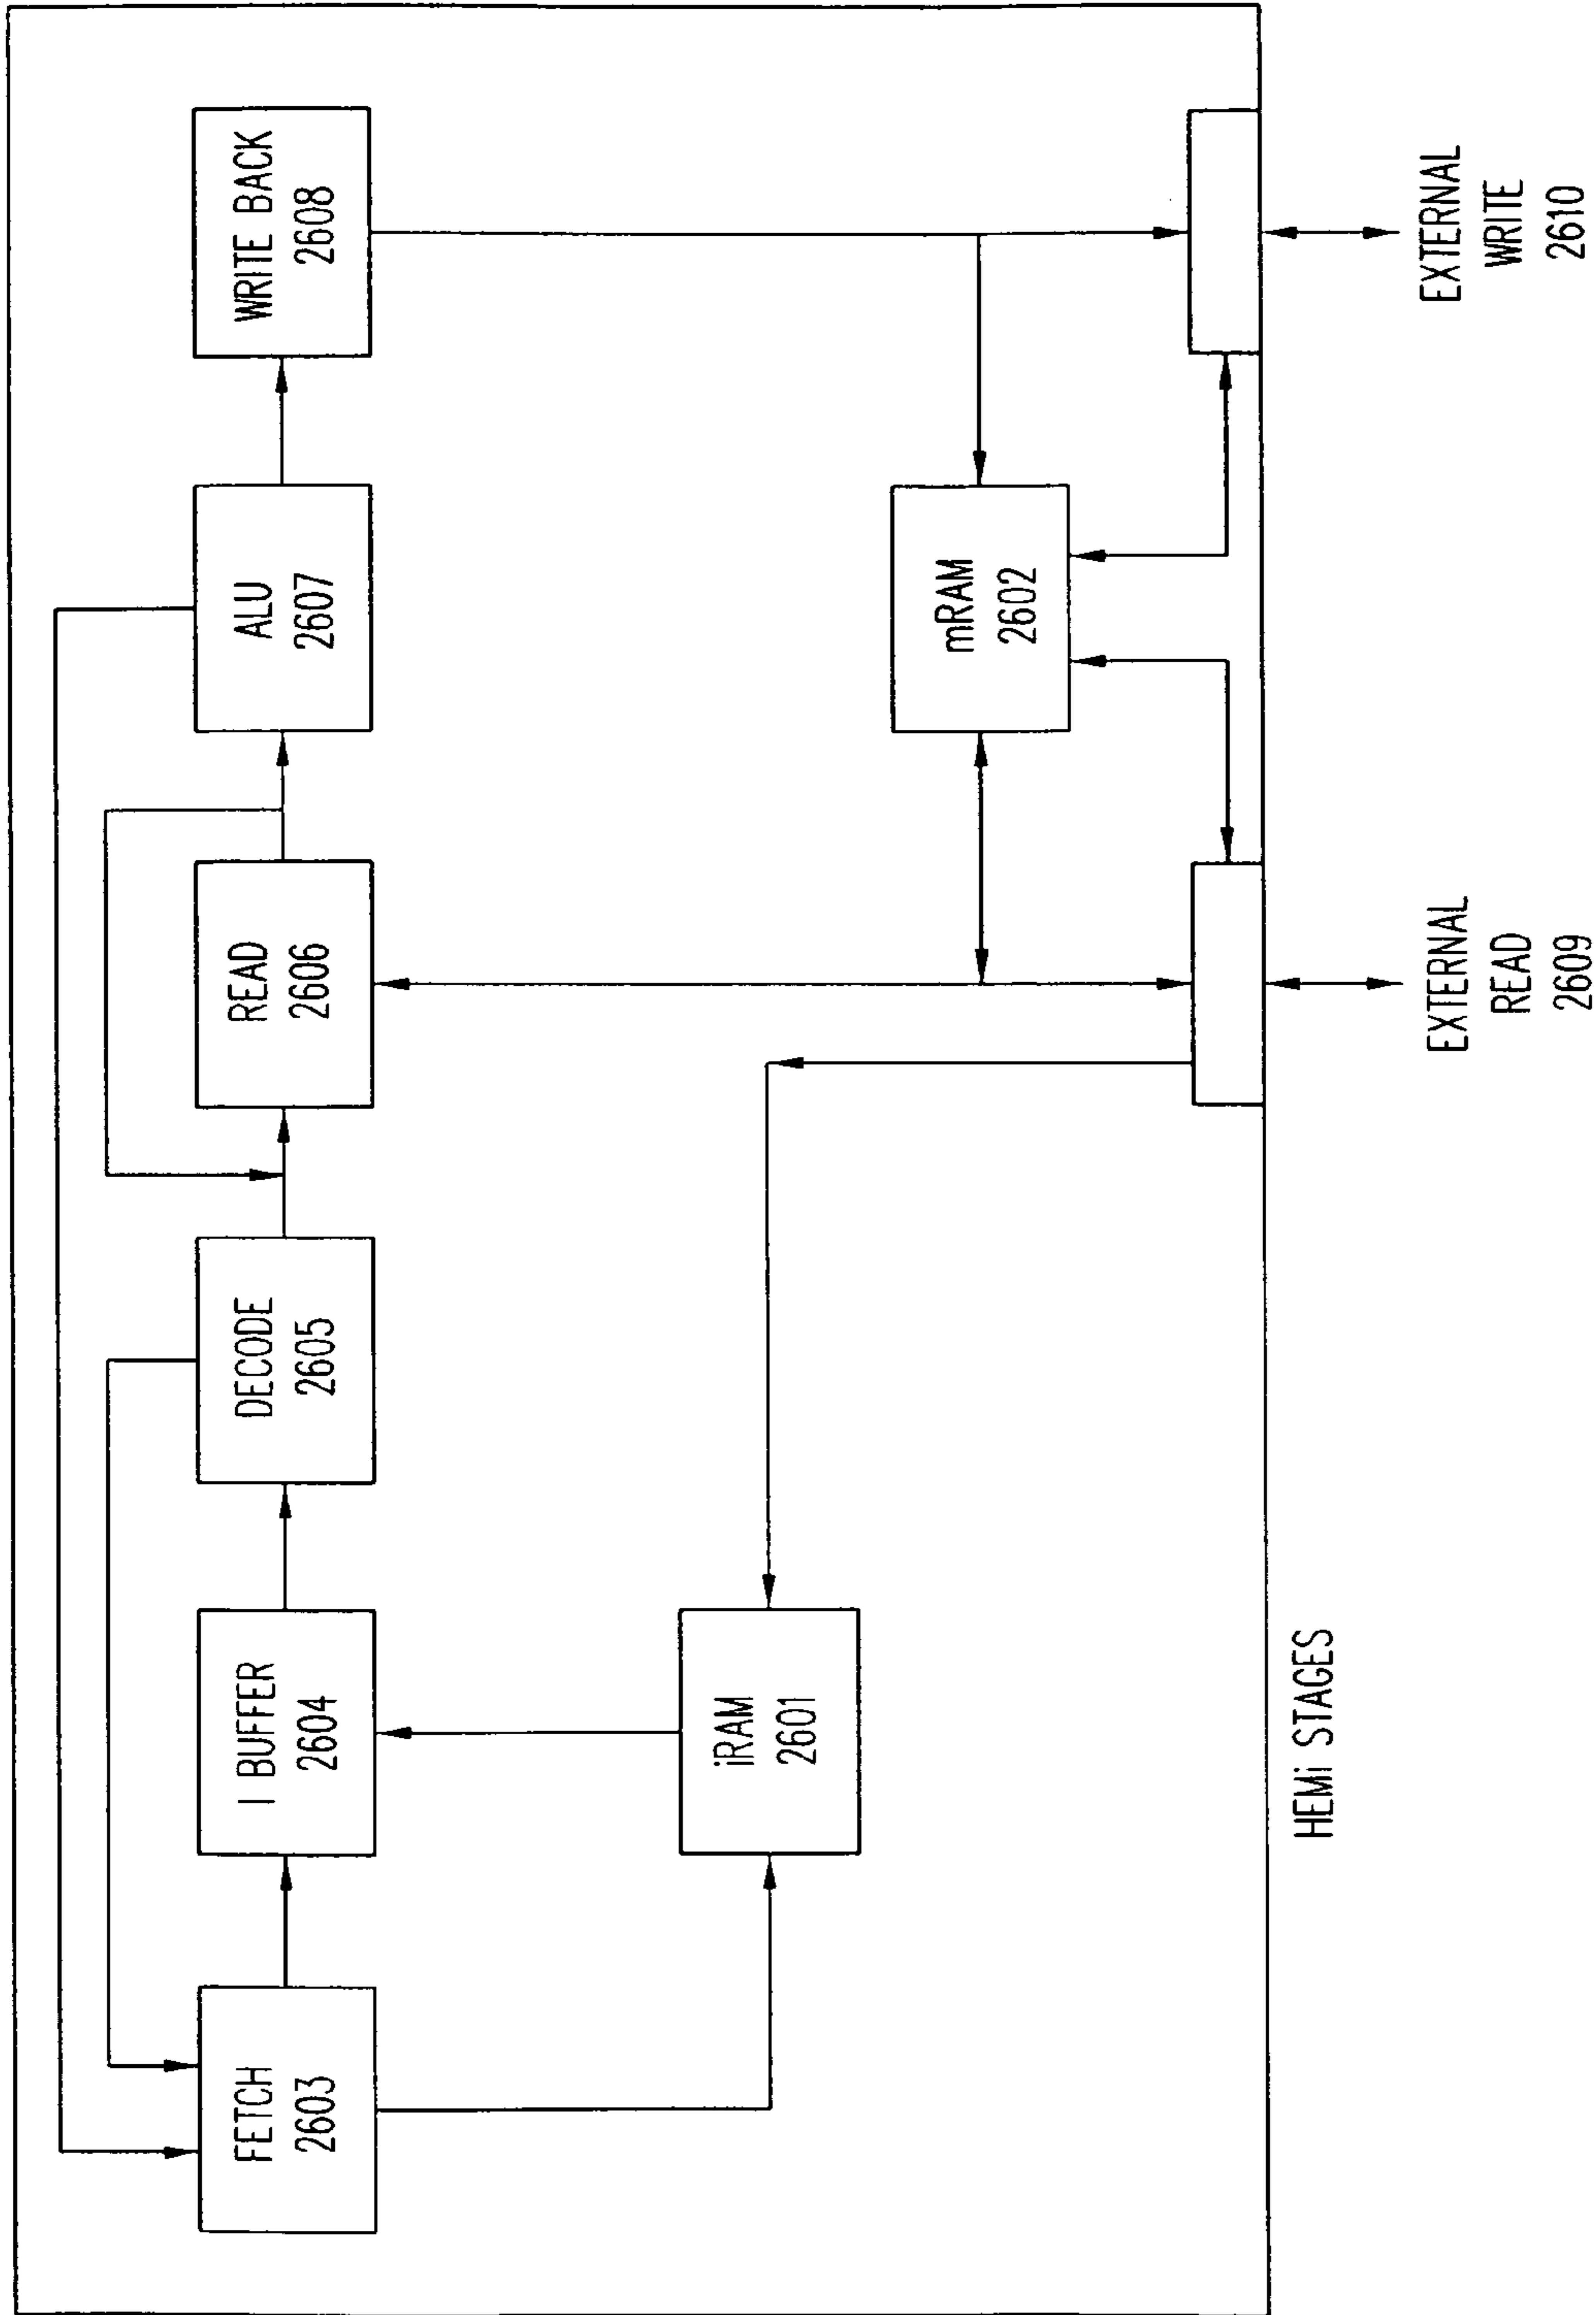 FETCH
2603
I BUFFER
2604
DECODE
2605
READ
2606
ALU
2607
WRITE BACK
2608
iRAM
2601
mRAM
2602
HEMi STAGES
EXTERNAL
READ
2609
EXTERNAL
WRITE
2610